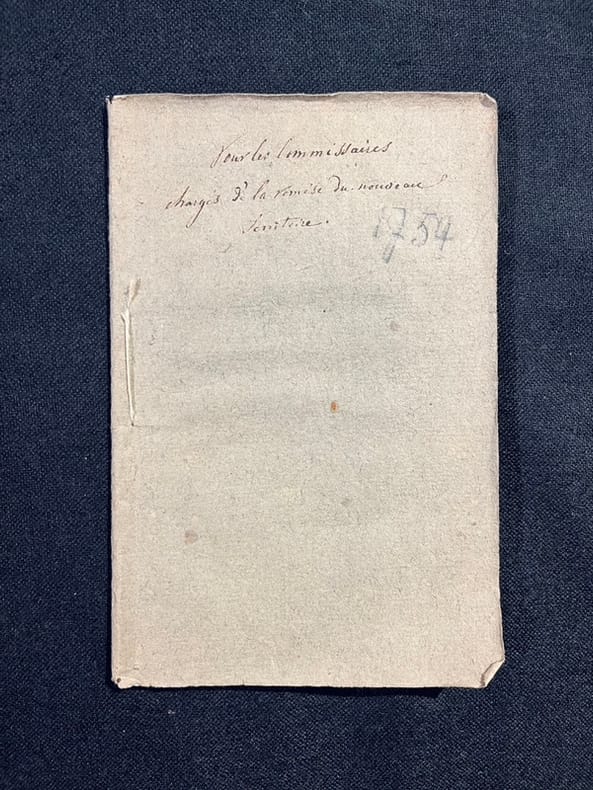 Pour les Commissaires
chargés de la remise du nouveau
Territoire.
1754